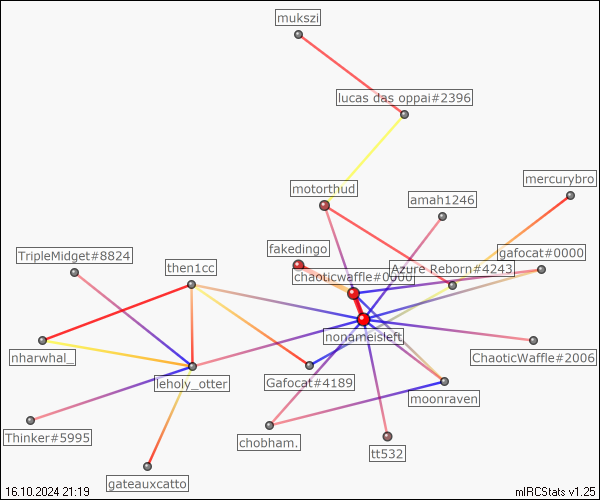 mukszi
lucas das oppai#2396
mercurybro
motorthud
amah1246
fakedingo
gafocat#0000
TripleMidget#8824
then1cc
Azure Reborn#4243
chaoticwaffle#0000
nonameisleft
nharwhal_
ChaoticWaffle#2006
leholy_otter
Gafocat#4189
moonraven
Thinker#5995
chobham.
tt532
gateauxcatto
16.10.2024 21:19
mIRCStats v1.25